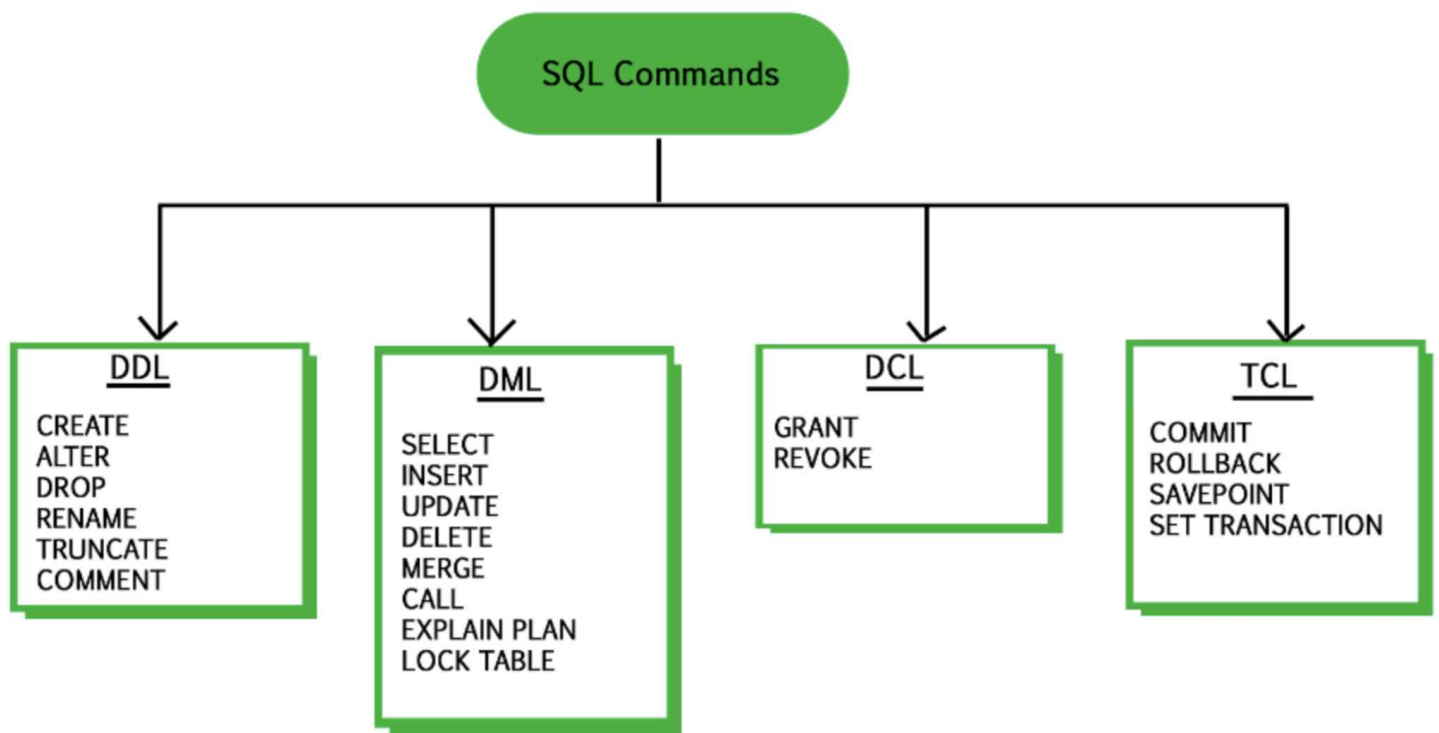 SQL Commands
DDL
CREATE
ALTER
DROP
RENAME
TRUNCATE
COMMENT
DML
SELECT
INSERT
UPDATE
DELETE
MERGE
CALL
EXPLAIN PLAN
LOCK TABLE
DCL
GRANT
REVOKE
TCL
COMMIT
ROLLBACK
SAVEPOINT
SET TRANSACTION